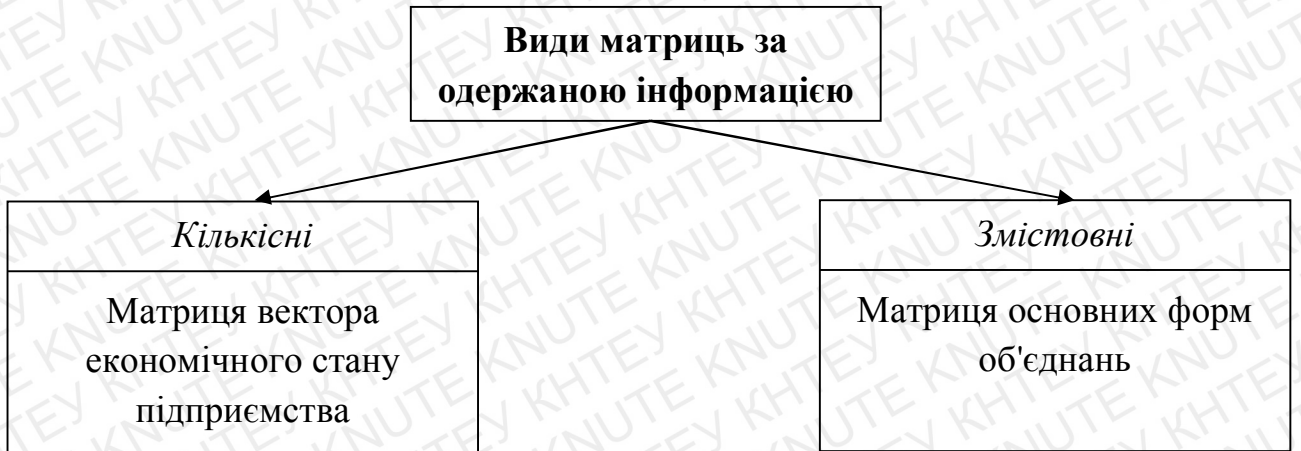 Види матриць за
одержаною інформацією
Кількісні
Матриця вектора
економічного стану
підприємства
Змістовні
Матриця основних форм
об'єднань